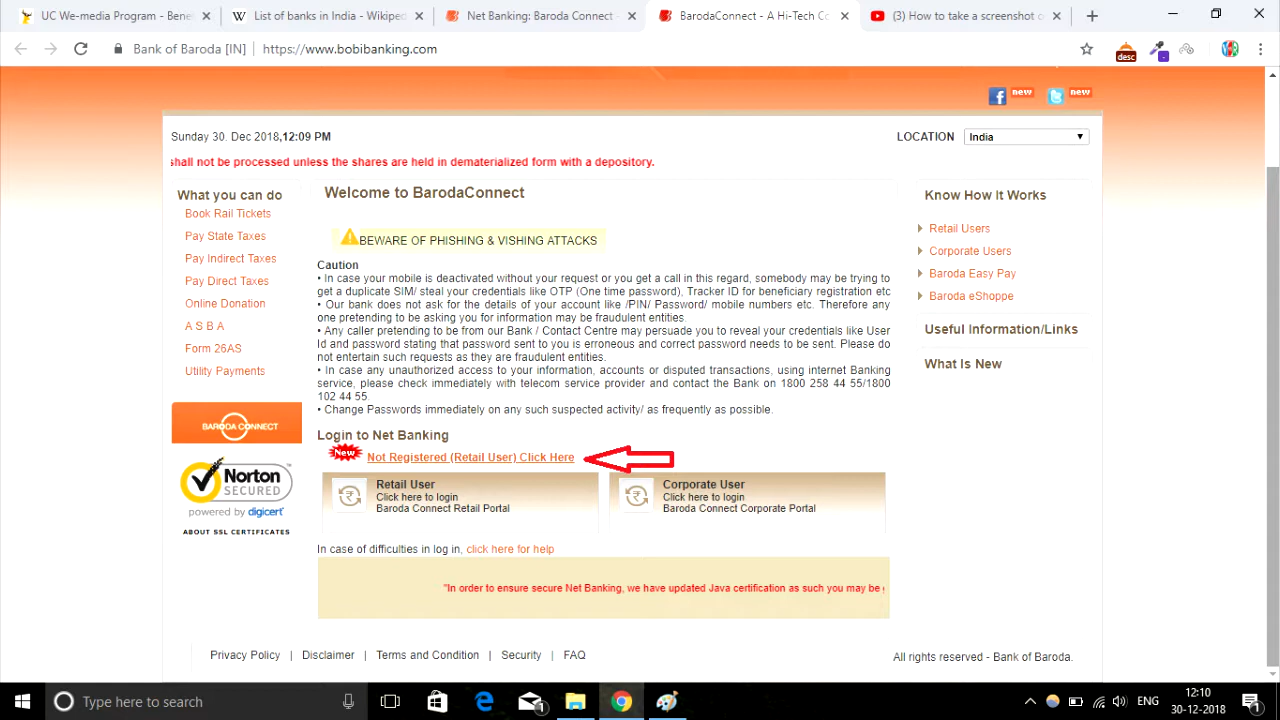 UC We-media Program - Bene
List of banks in India - Wikiped
Net Banking: Baroda Connect -
BarodaConnect - A Hi-Tech Co
(3) How to take a screenshot o
Bank of Baroda [IN] | https://www.bobibanking.com
desc
new
new
Sunday 30. Dec 2018,12:09 PM
LOCATION India
shall not be processed unless the shares are held in dematerialized form with a depository.
What you can do
Book Rail Tickets
Pay State Taxes
Pay Indirect Taxes
Pay Direct Taxes
Online Donation
A S B A
Form 26AS
Utility Payments
BARODA CONNECT
Norton
SECURED
powered by digicert
ABOUT SSL CERTIFICATES
Welcome to BarodaConnect
BEWARE OF PHISHING & VISHING ATTACKS
Caution
• In case your mobile is deactivated without your request or you get a call in this regard, somebody may be trying to
get a duplicate SIM/ steal your credentials like OTP (One time password), Tracker ID for beneficiary registration etc
• Our bank does not ask for the details of your account like /PIN/ Password/ mobile numbers etc. Therefore any
one pretending to be asking you for information may be fraudulent entities.
• Any caller pretending to be from our Bank / Contact Centre may persuade you to reveal your credentials like User
Id and password stating that password sent to you is erroneous and correct password needs to be sent. Please do
not entertain such requests as they are fraudulent entities.
• In case any unauthorized access to your information, accounts or disputed transactions, using internet Banking
service, please check immediately with telecom service provider and contact the Bank on 1800 258 44 55/1800
102 44 55.
• Change Passwords immediately on any such suspected activity/ as frequently as possible.
Login to Net Banking
New Not Registered (Retail User) Click Here
Retail User
Click here to login
Baroda Connect Retail Portal
Corporate User
Click here to login
Baroda Connect Corporate Portal
In case of difficulties in log in, click here for help
"In order to ensure secure Net Banking, we have updated Java certification as such you may be
Know How It Works
Retail Users
Corporate Users
Baroda Easy Pay
Baroda eShoppe
Useful Information/Links
What Is New
Privacy Policy | Disclaimer | Terms and Condition | Security | FAQ
All rights reserved - Bank of Baroda.
Type here to search
1
ENG
12:10
30-12-2018
1